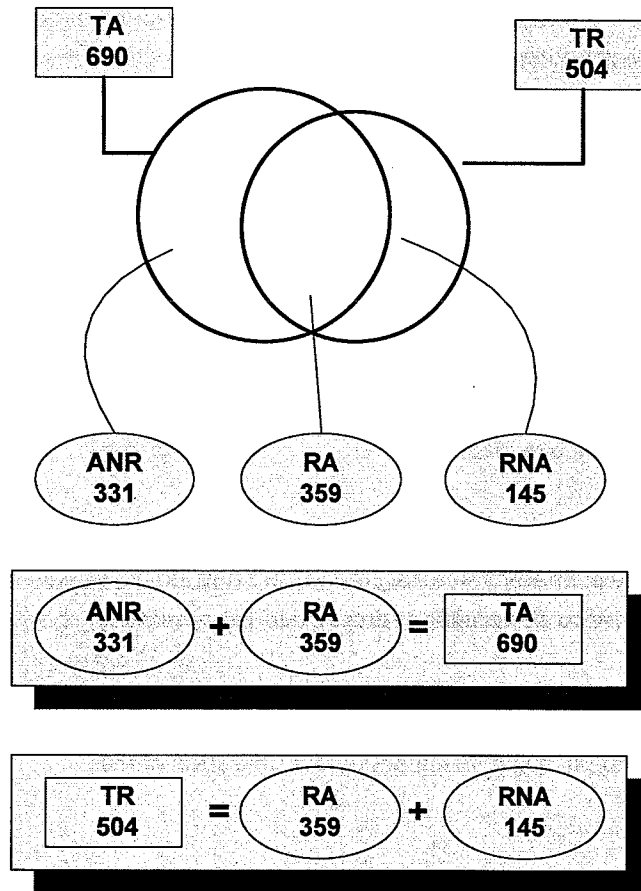 TA
690
TR
504
ANR
331
RA
359
RNA
145
ANR
331
+
RA
359
=
TA
690
TR
504
=
RA
359
+
RNA
145